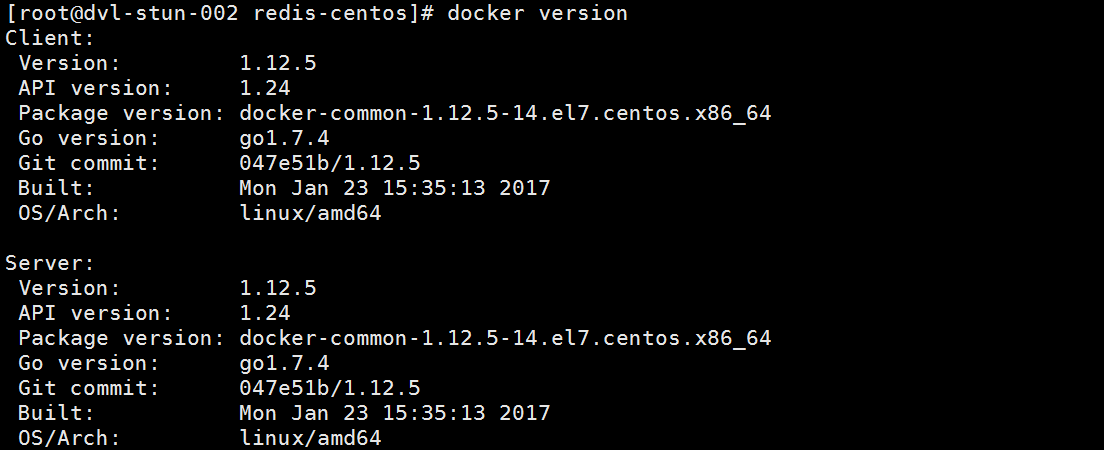 [root@dvl-stun-002 redis-centos]# docker version
Client:
 Version:         1.12.5
 API version:     1.24
 Package version: docker-common-1.12.5-14.el7.centos.x86_64
 Go version:      go1.7.4
 Git commit:      047e51b/1.12.5
 Built:           Mon Jan 23 15:35:13 2017
 OS/Arch:         linux/amd64

Server:
 Version:         1.12.5
 API version:     1.24
 Package version: docker-common-1.12.5-14.el7.centos.x86_64
 Go version:      go1.7.4
 Git commit:      047e51b/1.12.5
 Built:           Mon Jan 23 15:35:13 2017
 OS/Arch:         linux/amd64